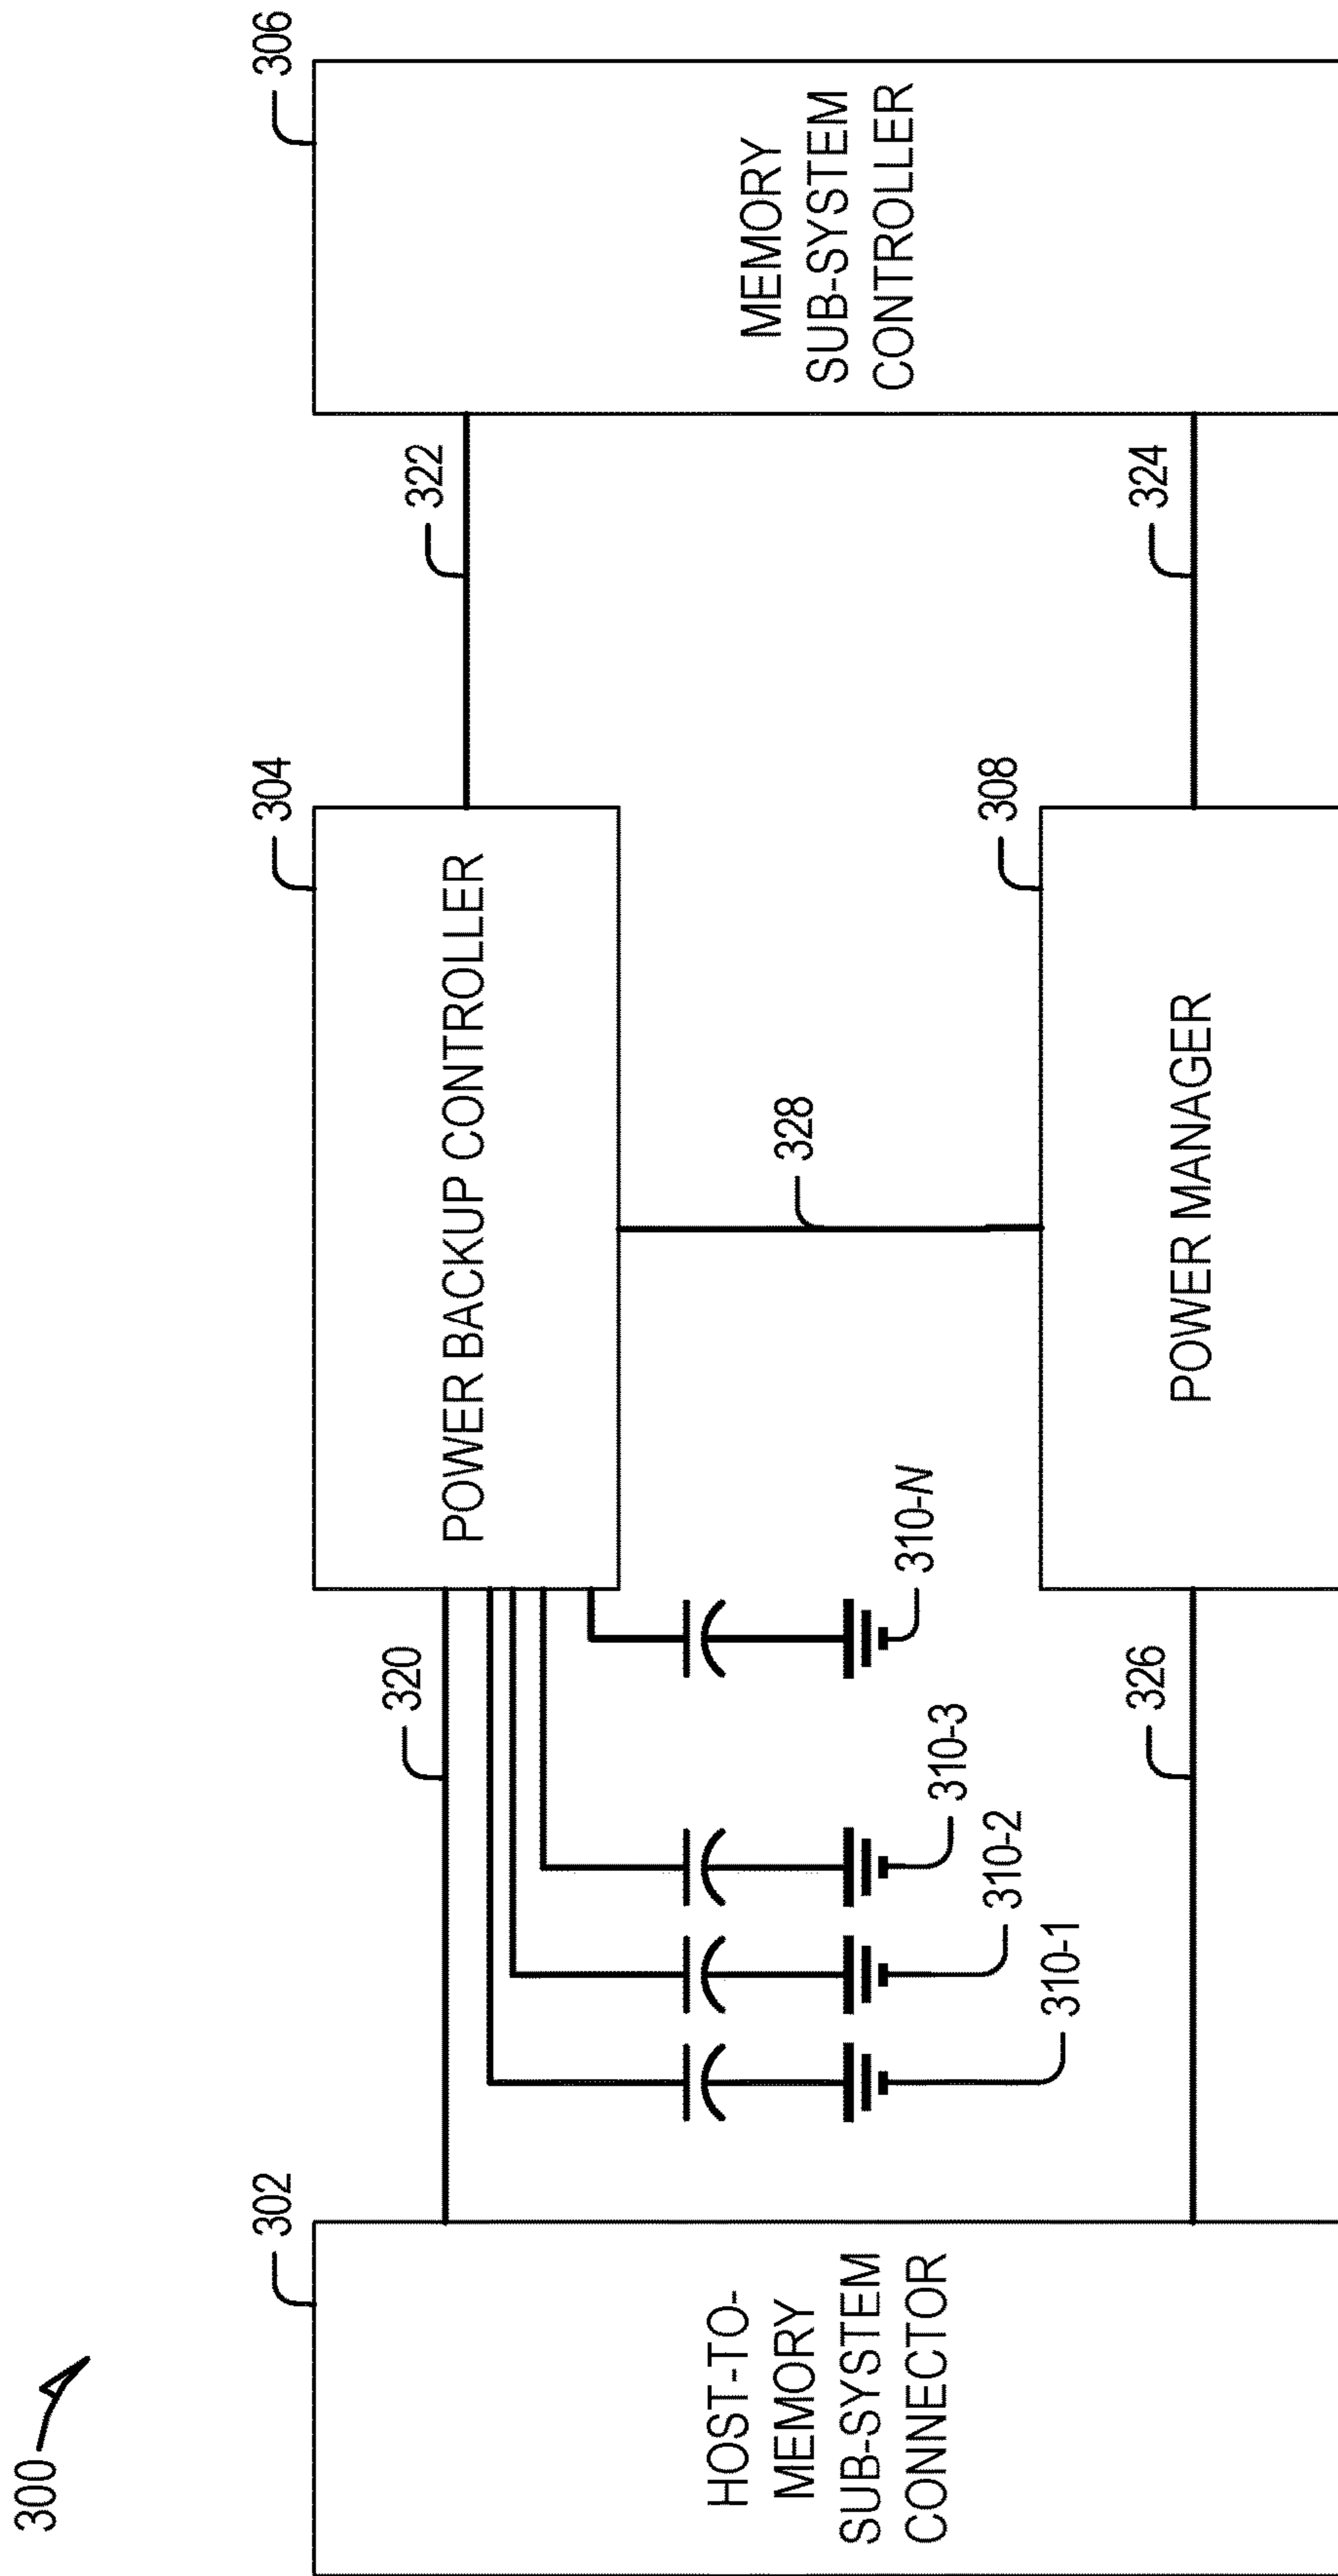 300
302
HOST-TO-
MEMORY
SUB-SYSTEM
CONNECTOR
320
304
POWER BACKUP CONTROLLER
322
306
MEMORY
SUB-SYSTEM
CONTROLLER
310-1
310-2
310-3
310-N
328
326
308
POWER MANAGER
324